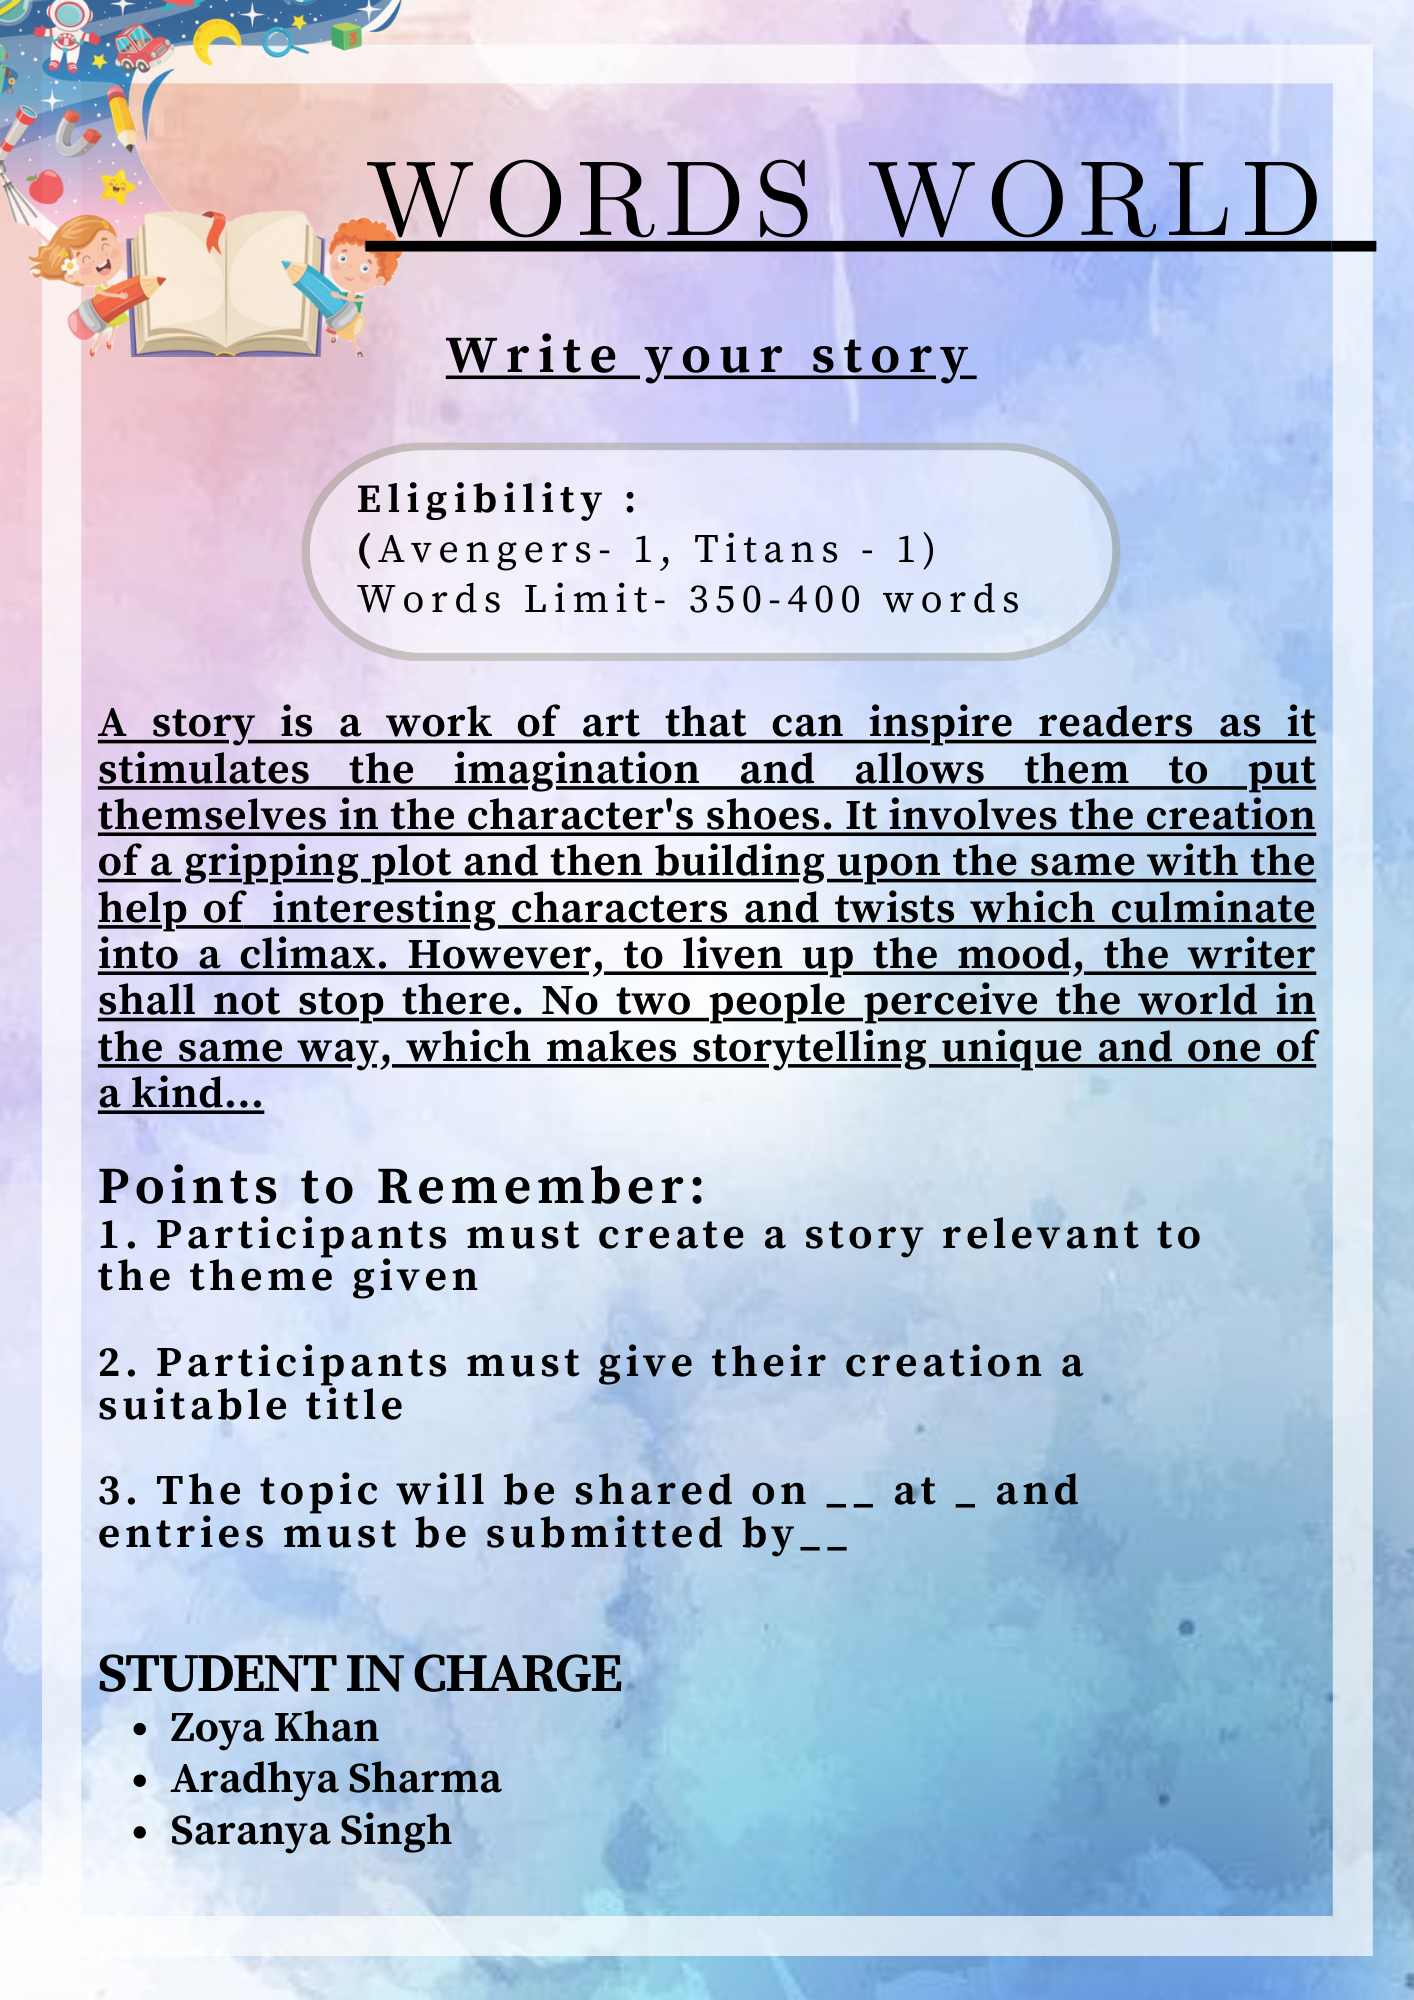 WORDS WORLD
Write your story
Eligibility :
(Avengers- 1, Titans - 1)
Words Limit- 350-400 words
A story is a work of art that can inspire readers as it
stimulates the imagination and allows them to put
themselves in the character's shoes. It involves the creation
of a gripping plot and then building upon the same with the
help of interesting characters and twists which culminate
into a climax. However, to liven up the mood, the writer
shall not stop there. No two people perceive the world in
the same way, which makes storytelling unique and one of
a kind...
Points to Remember:
1. Participants must create a story relevant to
the theme given
2. Participants must give their creation a
suitable title
3. The topic will be shared on __ at _ and
entries must be submitted by__
STUDENT IN CHARGE
• Zoya Khan
• Aradhya Sharma
• Saranya Singh